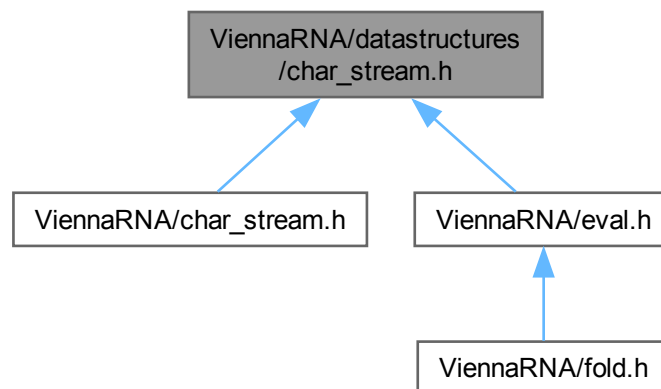 ViennaRNA/datastructures
/char_stream.h
ViennaRNA/char_stream.h
ViennaRNA/eval.h
ViennaRNA/fold.h